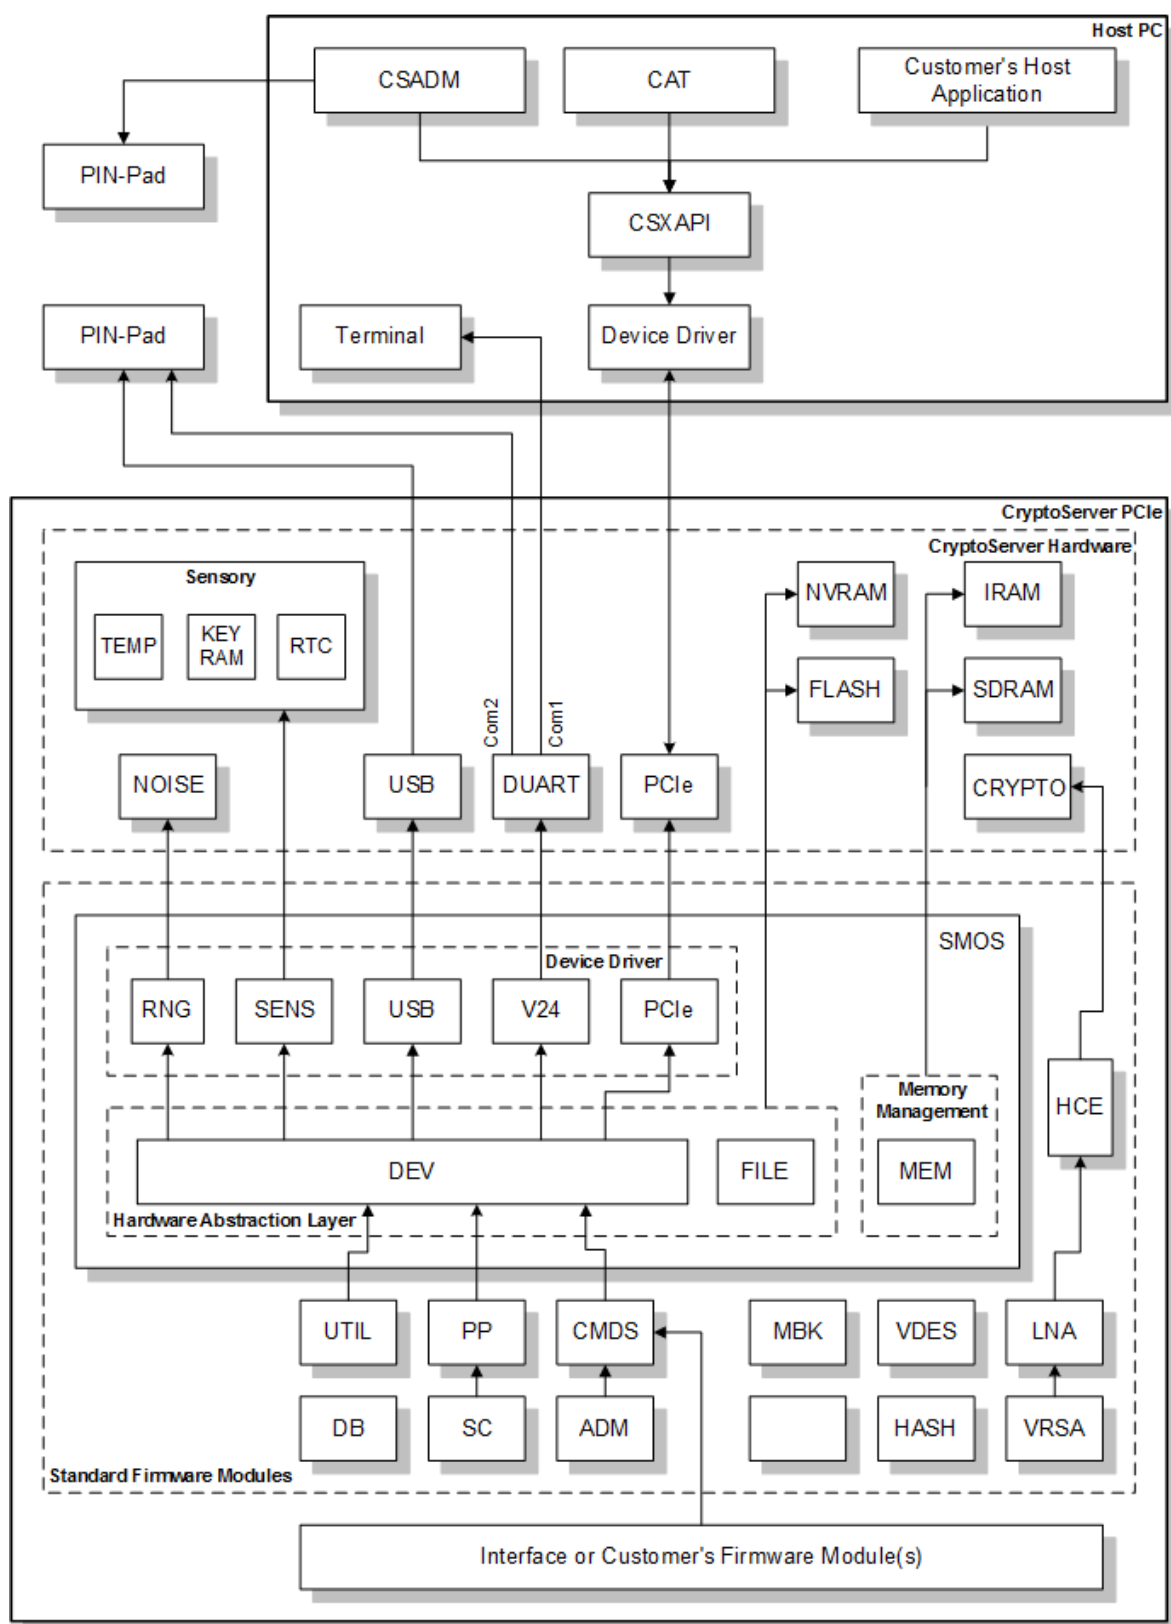 Host PC
CSADM
CAT
Customer's Host
Application
PIN-Pad
CSXAPI
PIN-Pad
Terminal
Device Driver
CryptoServer PCIe
CryptoServer Hardware
Sensory
TEMP
KEY
RAM
RTC
NVRAM
IRAM
FLASH
SDRAM
Com2
Com1
NOISE
USB
DUART
PCIe
CRYPTO
SMOS
Device Driver
RNG
SENS
USB
V24
PCIe
Memory
Management
HCE
DEV
FILE
MEM
Hardware Abstraction Layer
UTIL
PP
CMDS
MBK
VDES
LNA
DB
SC
ADM
HASH
VRSA
Standard Firmware Modules
Interface or Customer's Firmware Module(s)